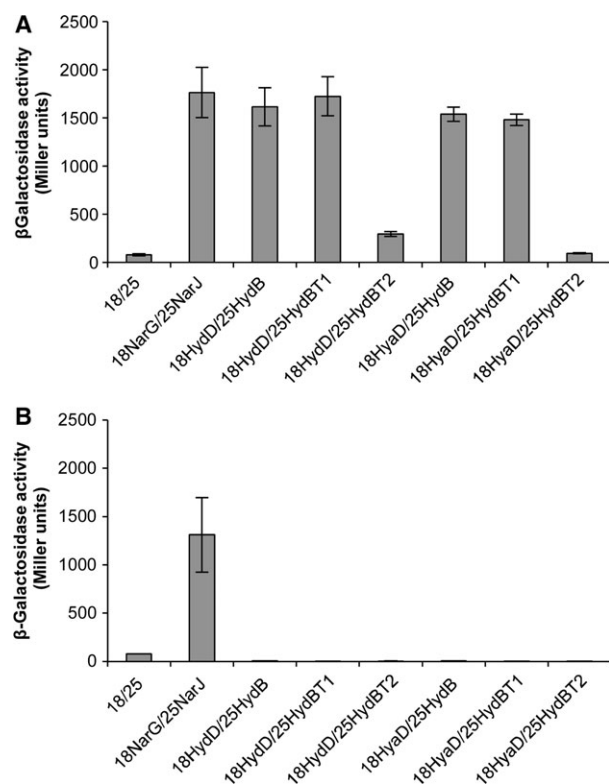 A
βGalactosidase activity
(Miller units)
2500
2000
1500
1000
500
0
18/25
18NarG/25NarJ
18HydD/25HydB
18HydD/25HydBT1
18HydD/25HydBT2
18HyaD/25HydB
18HyaD/25HydBT1
18HyaD/25HydBT2
B
β-Galactosidase activity
(Miller units)
2500
2000
1500
1000
500
0
18/25
18NarG/25NarJ
18HydD/25HydB
18HydD/25HydBT1
18HydD/25HydBT2
18HyaD/25HydB
18HyaD/25HydBT1
18HyaD/25HydBT2